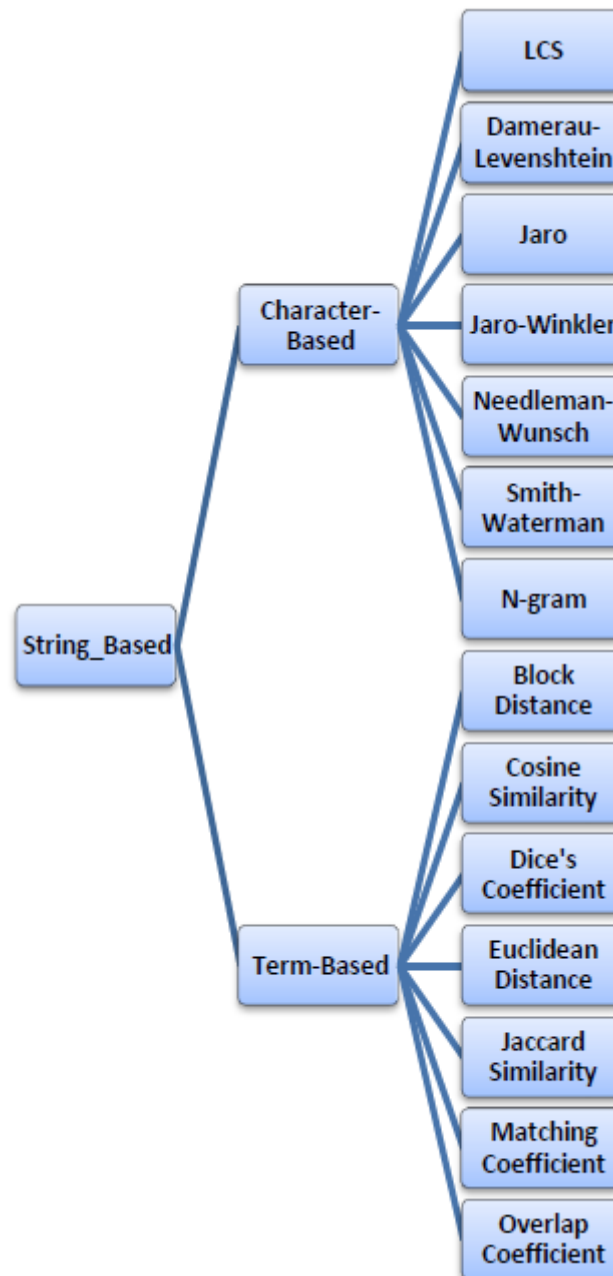 LCS
Damerau-
Levenshtein
Jaro
Character-
Based
Jaro-Winkler
Needleman-
Wunsch
Smith-
Waterman
N-gram
String_Based
Block
Distance
Cosine
Similarity
Dice's
Coefficient
Term-Based
Euclidean
Distance
Jaccard
Similarity
Matching
Coefficient
Overlap
Coefficient